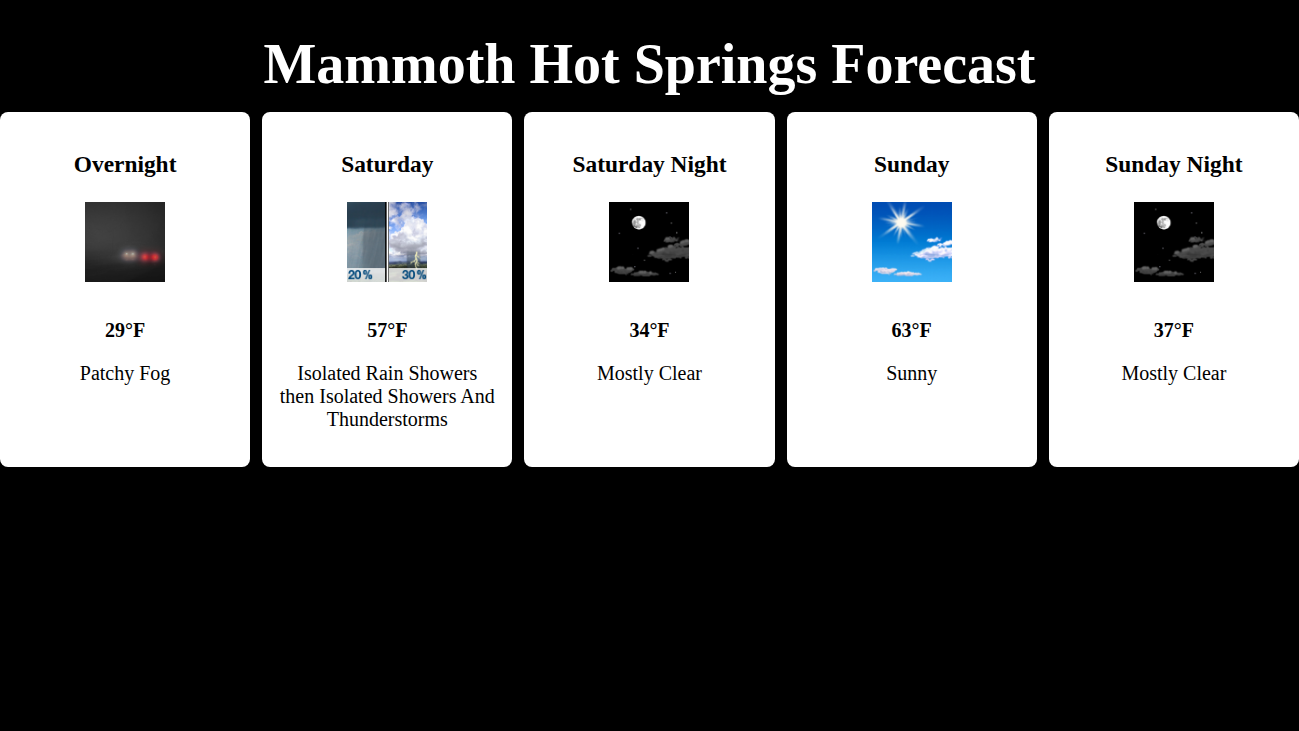 Mammoth Hot Springs Forecast
Overnight
29°F
Patchy Fog
Saturday
20%
30%
57°F
Isolated Rain Showers
then Isolated Showers And
Thunderstorms
Saturday Night
34°F
Mostly Clear
Sunday
63°F
Sunny
Sunday Night
37°F
Mostly Clear